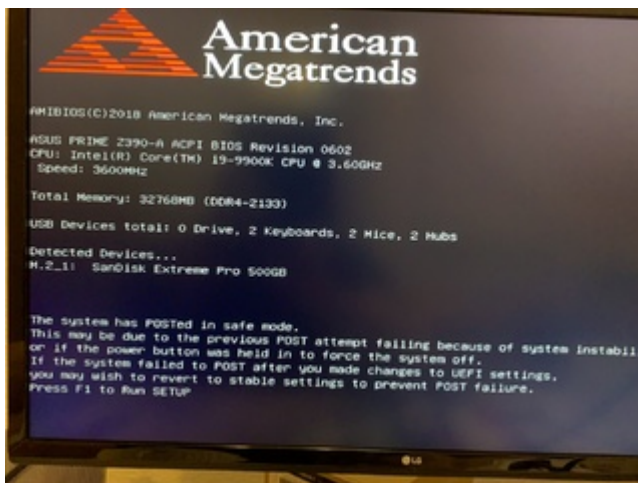 American
Megatrends
AMIBIOS(C)2018 American Megatrends, Inc.
ASUS PRIME Z390-A ACPI BIOS Revision 0602
CPU: Intel(R) Core(TM) i9-9900K CPU @ 3.60GHz
Speed: 3600MHz
Total Memory: 32768MB (DDR4-2133)
USB Devices total: 0 Drive, 2 Keyboards, 2 Mice, 2 Hubs
Detected Devices...
M.2_1: SanDisk Extreme Pro 500GB
The system has POSTed in safe mode.
This may be due to the previous POST attempt failing because of system instabil
or if the power button was held in to force the system off.
If the system failed to POST after you made changes to UEFI settings,
you may wish to revert to stable settings to prevent POST failure.
Press F1 to Run SETUP
LG